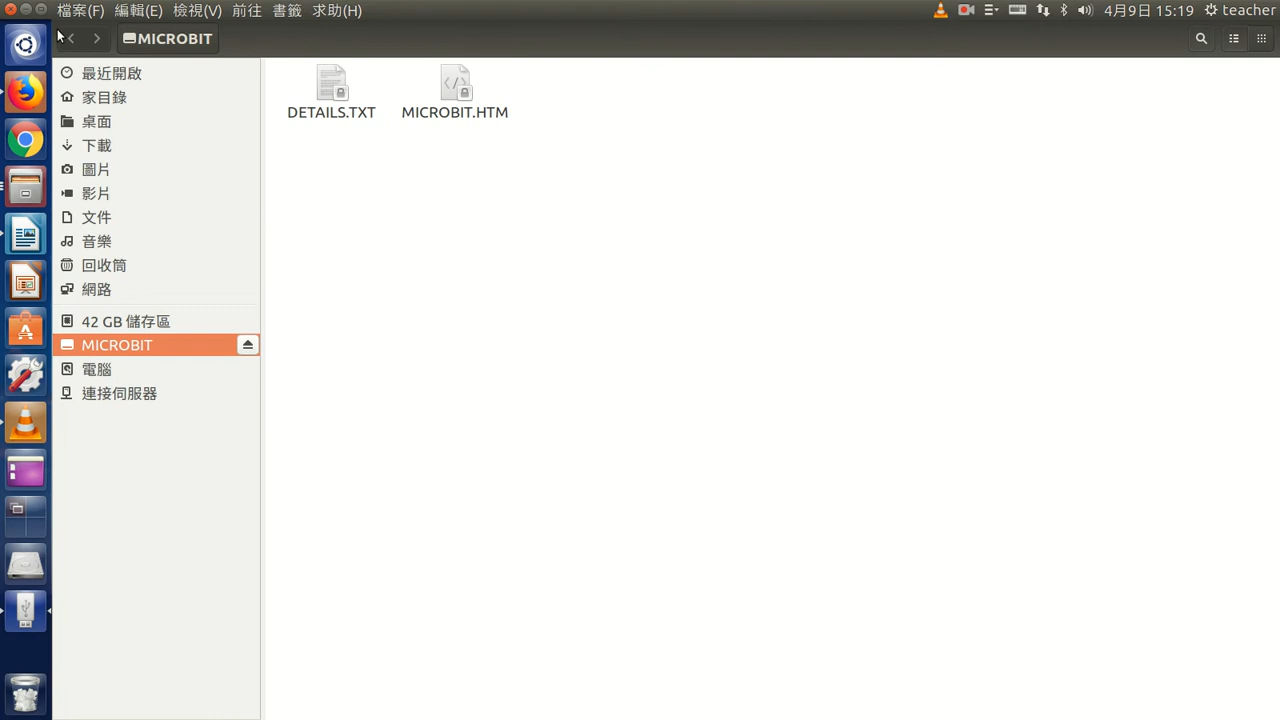 檔案(F) 編輯(E) 檢視(V) 前往 書籤 求助(H)
4月9日 15:19 teacher
MICROBIT
最近開啟
家目錄
桌面
下載
圖片
影片
文件
音樂
回收筒
網路
42 GB 儲存區
MICROBIT
電腦
連接伺服器
DETAILS.TXT
MICROBIT.HTM